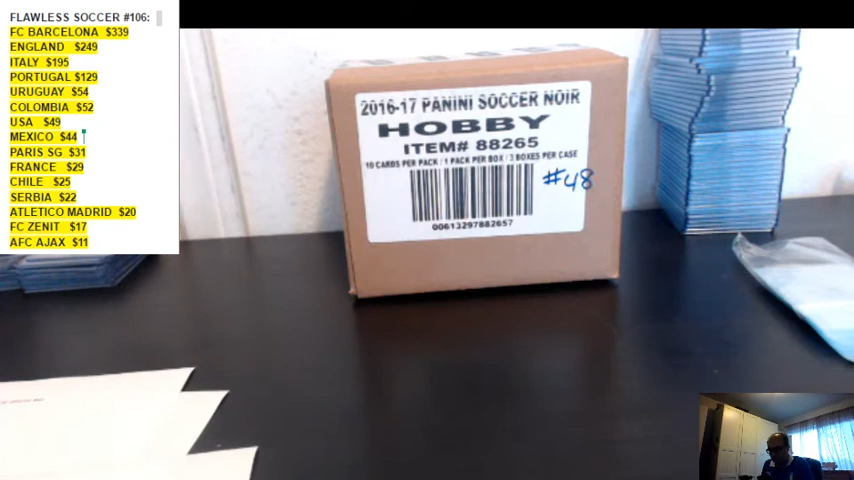 FLAWLESS SOCCER #106:
FC BARCELONA $339
ENGLAND $249
ITALY $195
PORTUGAL $129
URUGUAY $54
COLOMBIA $52
USA $49
MEXICO $44
PARIS SG $31
FRANCE $29
CHILE $25
SERBIA $22
ATLETICO MADRID $20
FC ZENIT $17
AFC AJAX $11
2016-17 PANINI SOCCER NOIR
HOBBY
ITEM# 88265
10 CARDS PER PACK / 1 PACK PER BOX / 3 BOXES PER CASE
#48
00613297882657